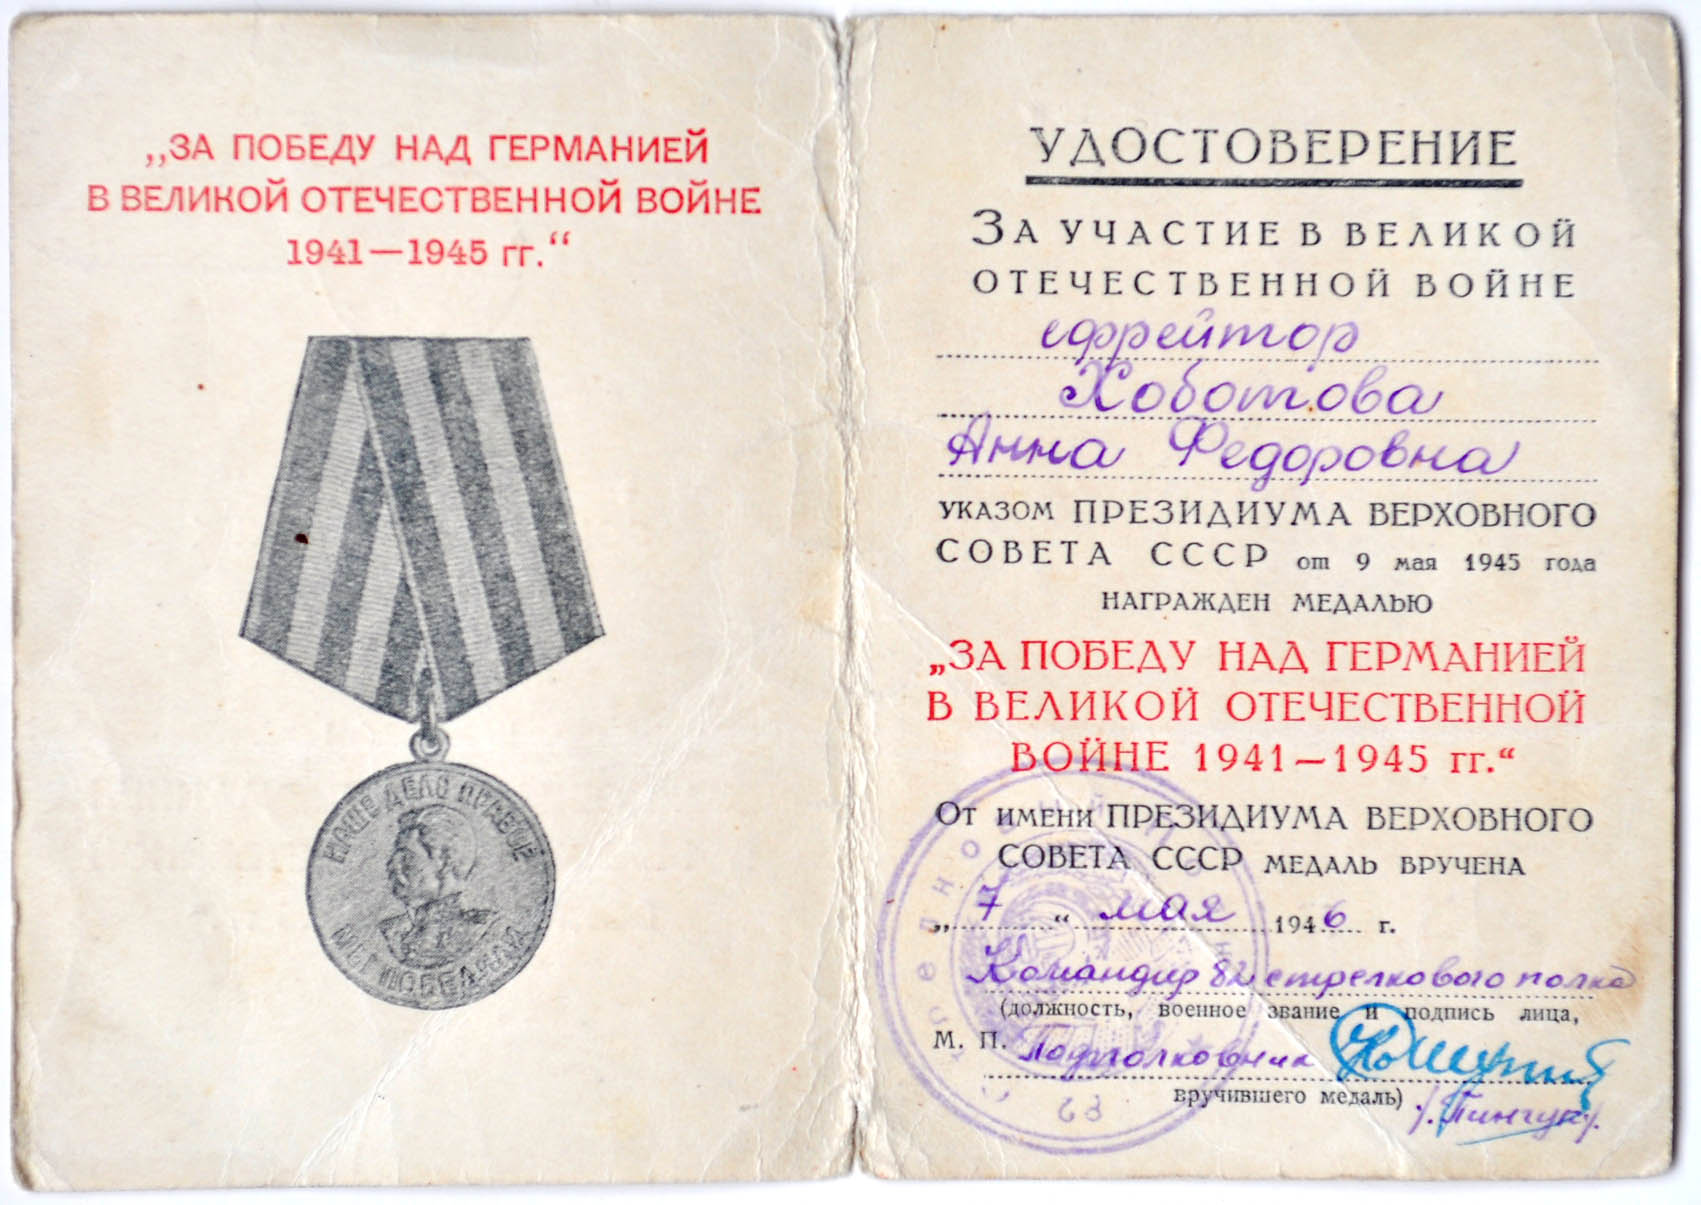 „ЗА ПОБЕДУ НАД ГЕРМАНИЕЙ
В ВЕЛИКОЙ ОТЕЧЕСТВЕННОЙ ВОЙНЕ
1941—1945 гг.“
НАШЕ ДЕЛО ПРАВОЕ
МЫ ПОБЕДИЛИ
УДОСТОВЕРЕНИЕ
ЗА УЧАСТИЕ В ВЕЛИКОЙ
ОТЕЧЕСТВЕННОЙ ВОЙНЕ
ефрейтор
Хоботова
Анна Федоровна
УКАЗОМ ПРЕЗИДИУМА ВЕРХОВНОГО
СОВЕТА СССР от 9 мая 1945 года
НАГРАЖДЕН МЕДАЛЬЮ
„ЗА ПОБЕДУ НАД ГЕРМАНИЕЙ
В ВЕЛИКОЙ ОТЕЧЕСТВЕННОЙ
ВОЙНЕ 1941—1945 гг.“
ОТ ИМЕНИ ПРЕЗИДИУМА ВЕРХОВНОГО
СОВЕТА СССР МЕДАЛЬ ВРУЧЕНА
„7“ мая 1946 г.
Командир 82 стрелкового полка
(должность, военное звание и подпись лица,
М. П. Подполковник
вручившего медаль) /. Пинчук/.